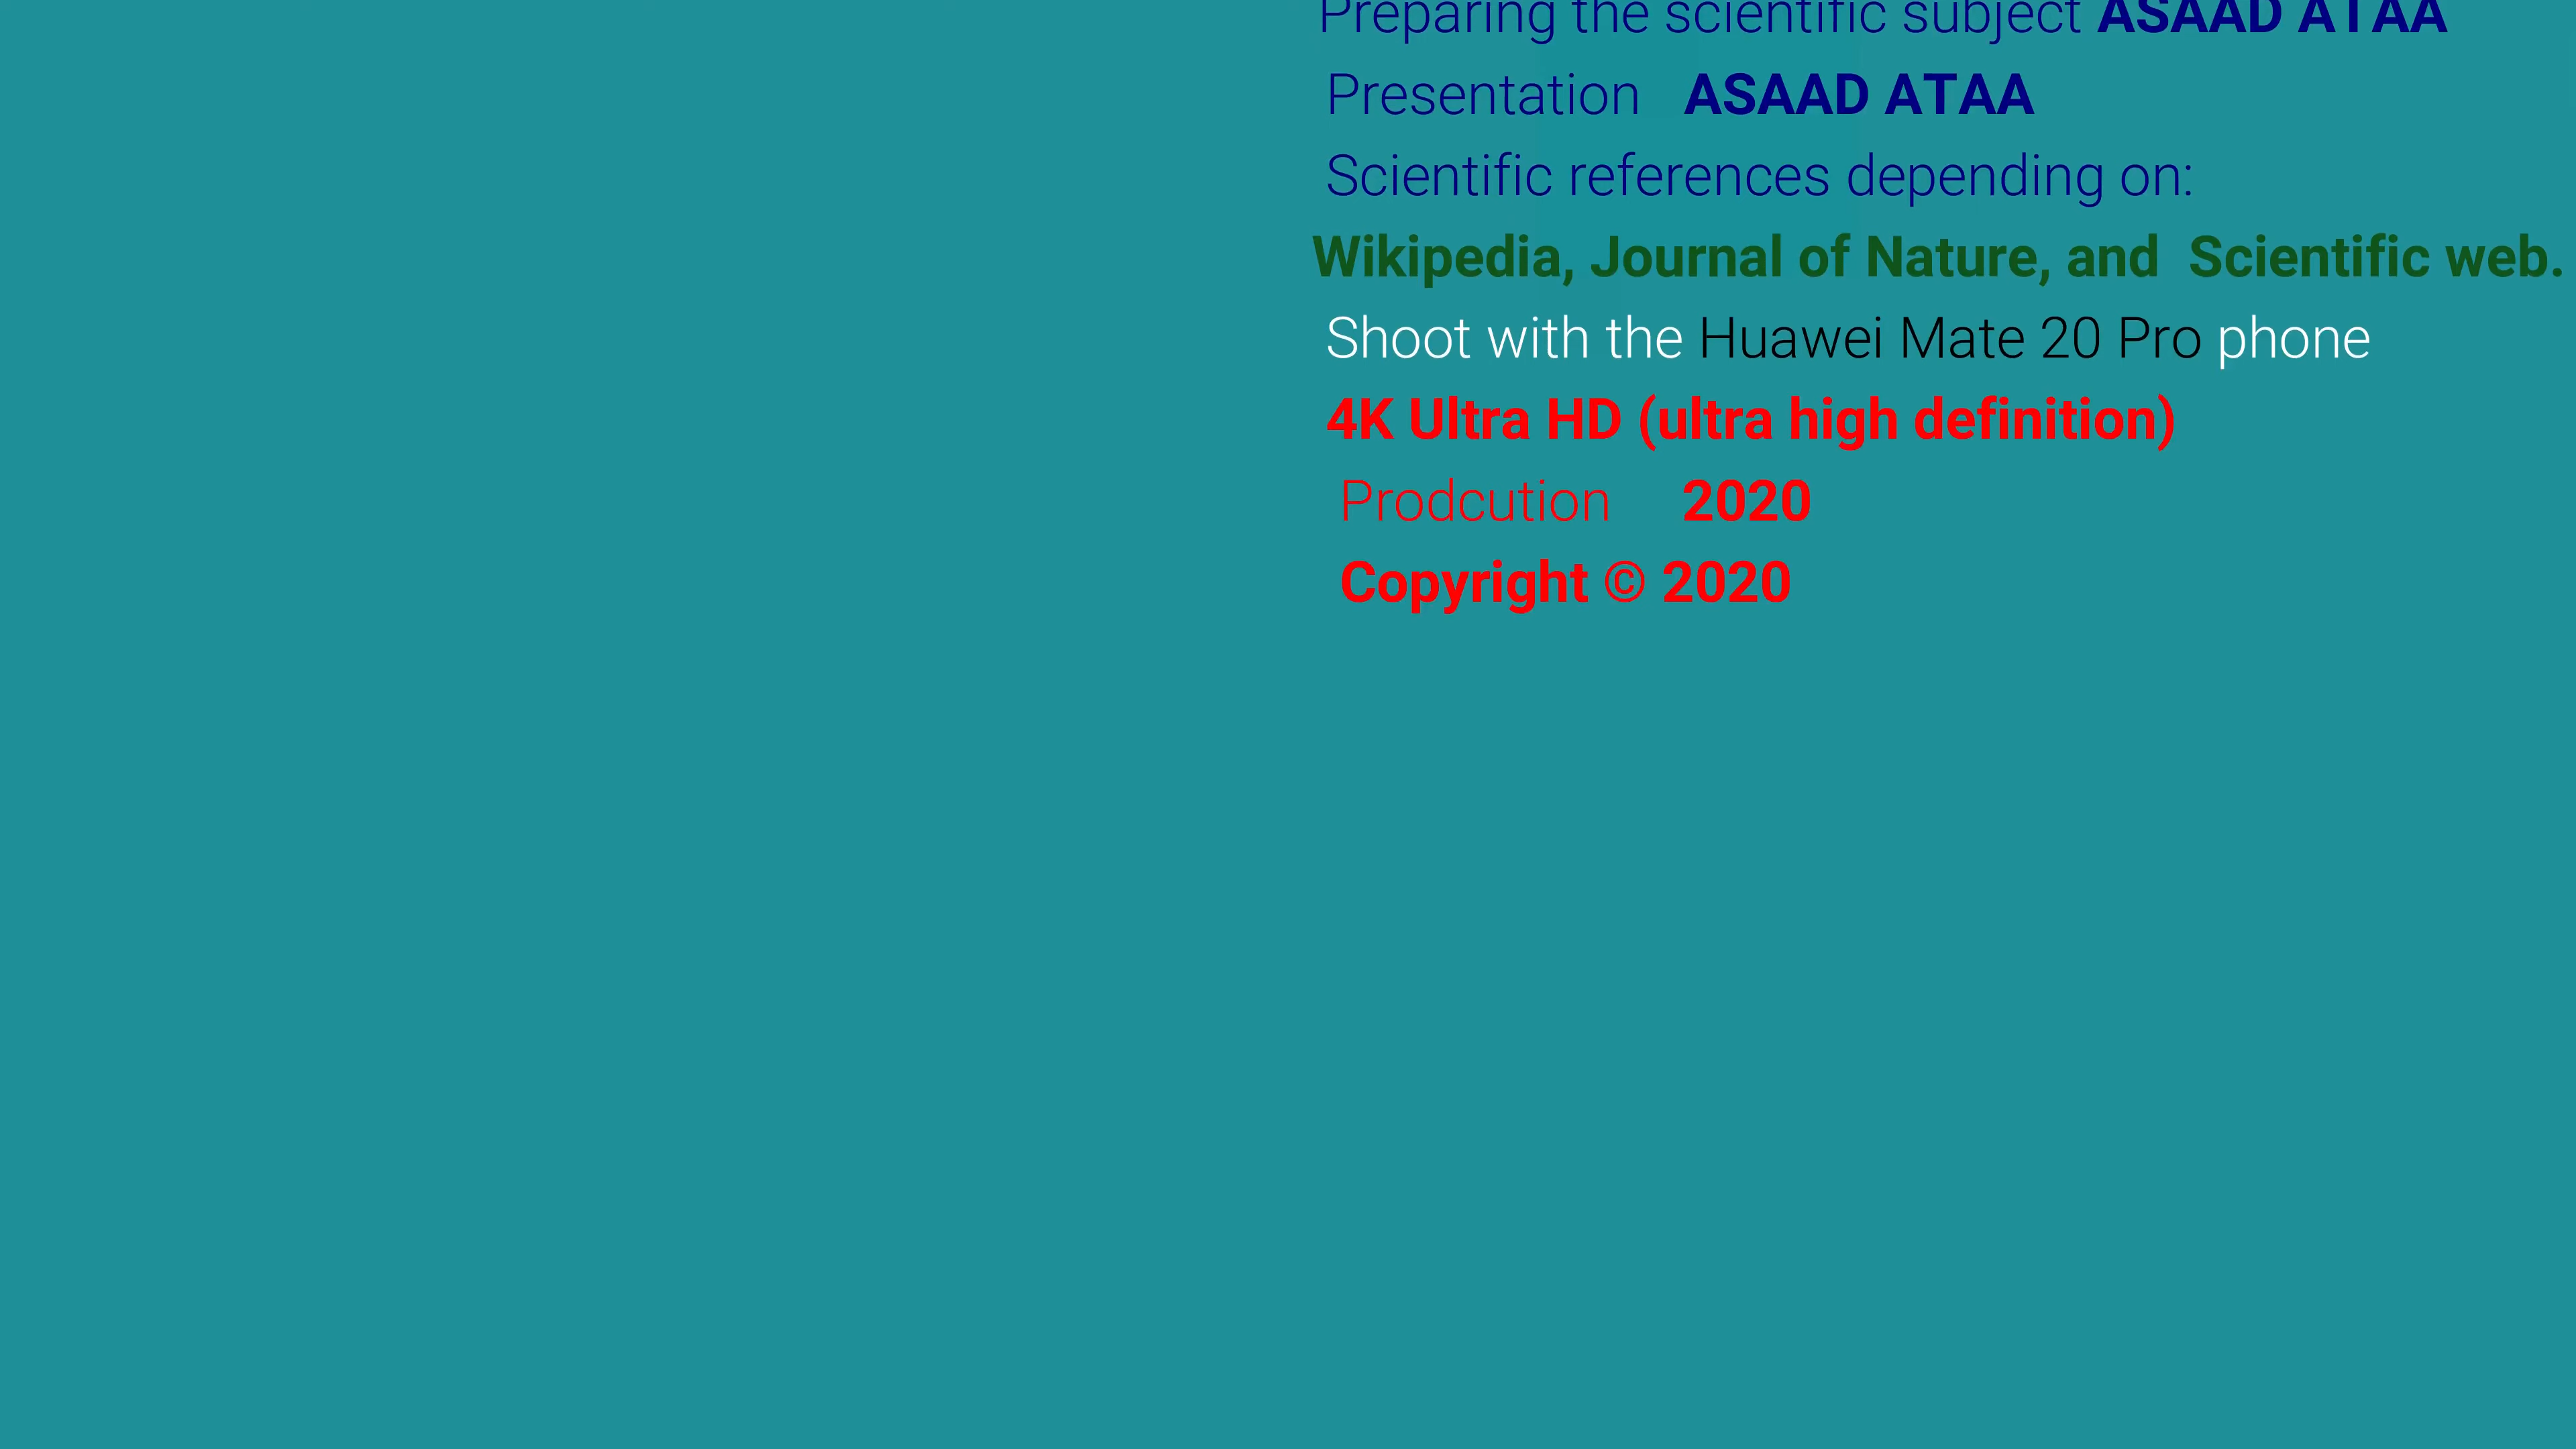 Preparing the scientific subject ASAAD ATAA
Presentation ASAAD ATAA
Scientific references depending on:
Wikipedia, Journal of Nature, and Scientific web.
Shoot with the Huawei Mate 20 Pro phone
4K Ultra HD (ultra high definition)
Prodcution 2020
Copyright © 2020